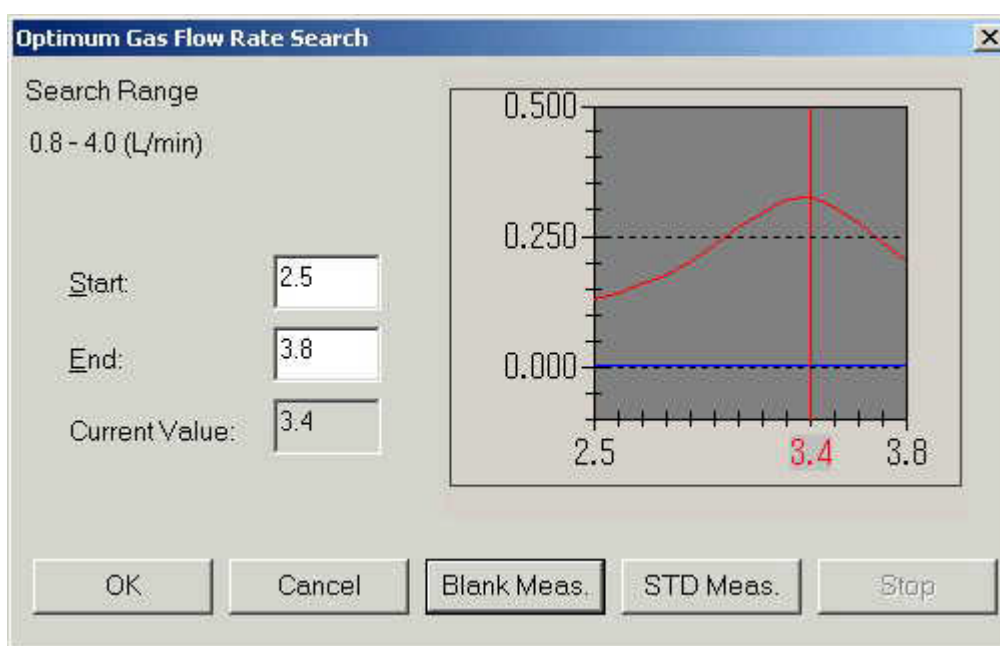 Optimum Gas Flow Rate Search
Search Range
0.8 - 4.0 (L/min)
Start: 2.5
End: 3.8
Current Value: 3.4
0.500
0.250
0.000
2.5 3.4 3.8
OK Cancel Blank Meas. STD Meas. Stop